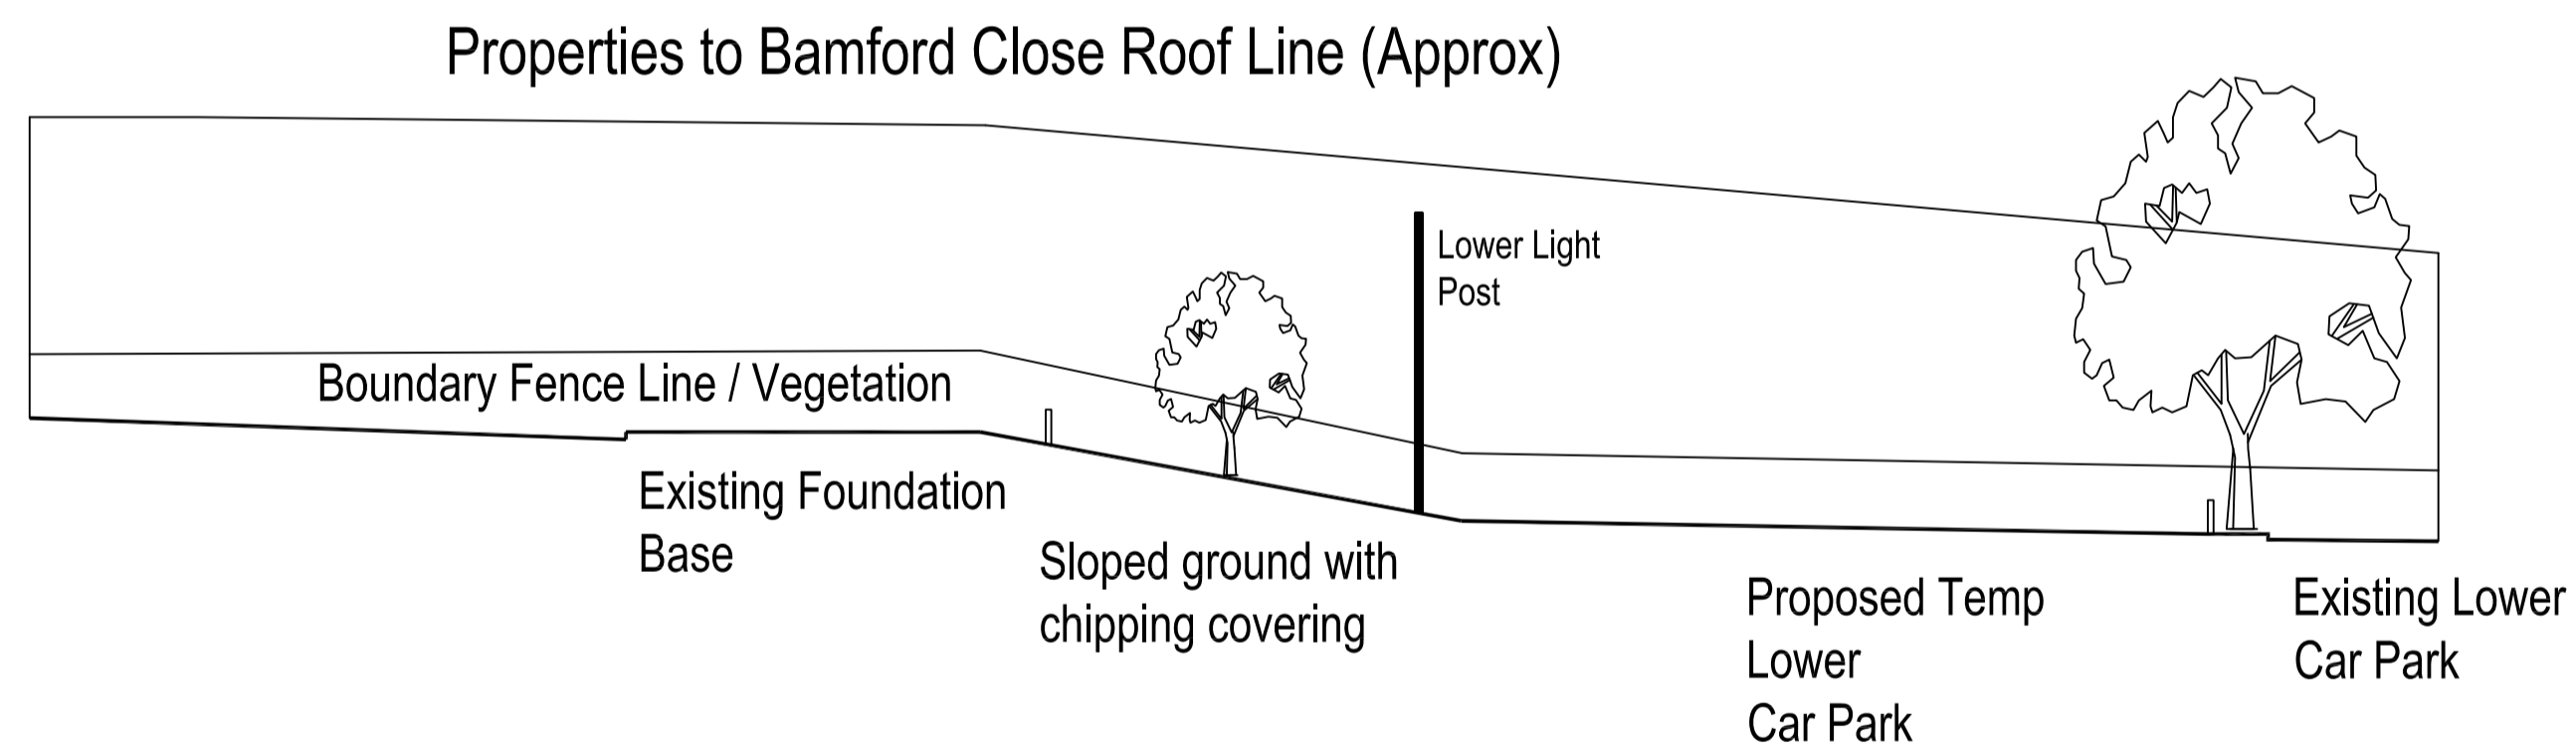 Properties to Bamford Close Roof Line (Approx)
Lower Light
Post
Boundary Fence Line / Vegetation
Existing Foundation
Base
Sloped ground with
chipping covering
Proposed Temp
Lower
Car Park
Existing Lower
Car Park